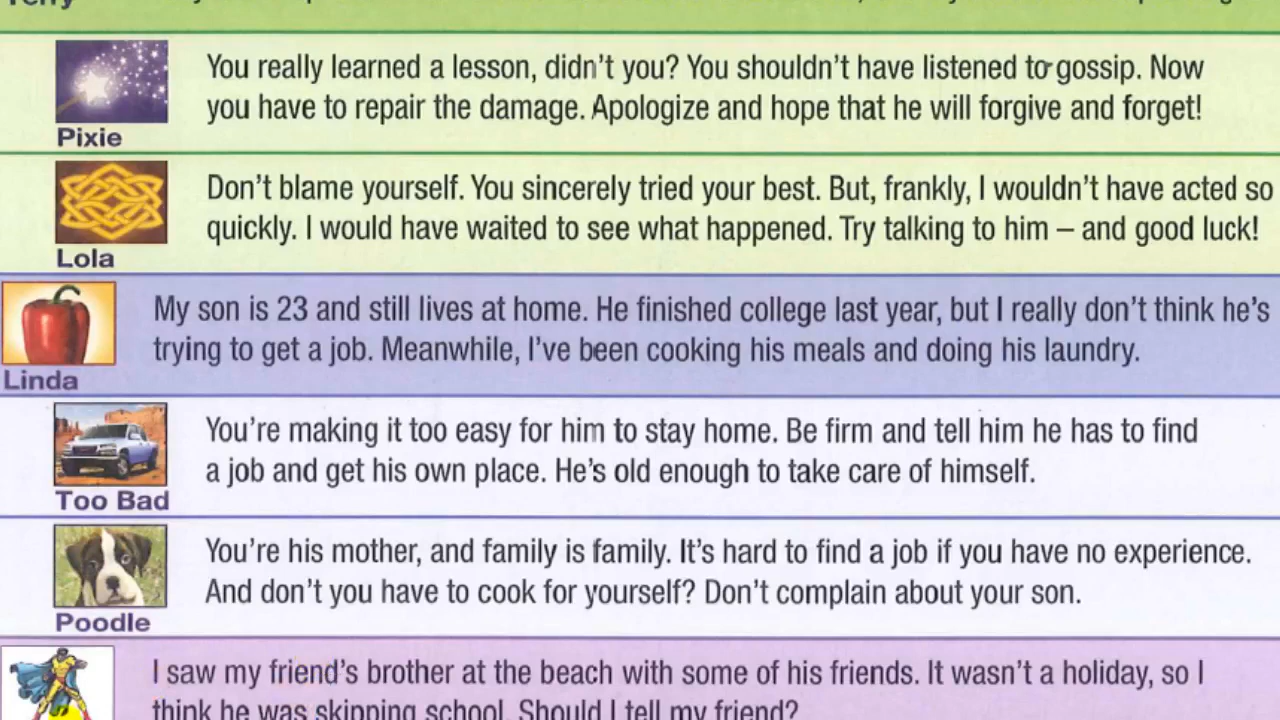 Terry
You really learned a lesson, didn't you? You shouldn't have listened to gossip. Now
you have to repair the damage. Apologize and hope that he will forgive and forget!
Pixie
Don't blame yourself. You sincerely tried your best. But, frankly, I wouldn't have acted so
quickly. I would have waited to see what happened. Try talking to him – and good luck!
Lola
My son is 23 and still lives at home. He finished college last year, but I really don't think he's
trying to get a job. Meanwhile, I've been cooking his meals and doing his laundry.
Linda
You're making it too easy for him to stay home. Be firm and tell him he has to find
a job and get his own place. He's old enough to take care of himself.
Too Bad
You're his mother, and family is family. It's hard to find a job if you have no experience.
And don't you have to cook for yourself? Don't complain about your son.
Poodle
I saw my friend's brother at the beach with some of his friends. It wasn't a holiday, so I
think he was skipping school. Should I tell my friend?